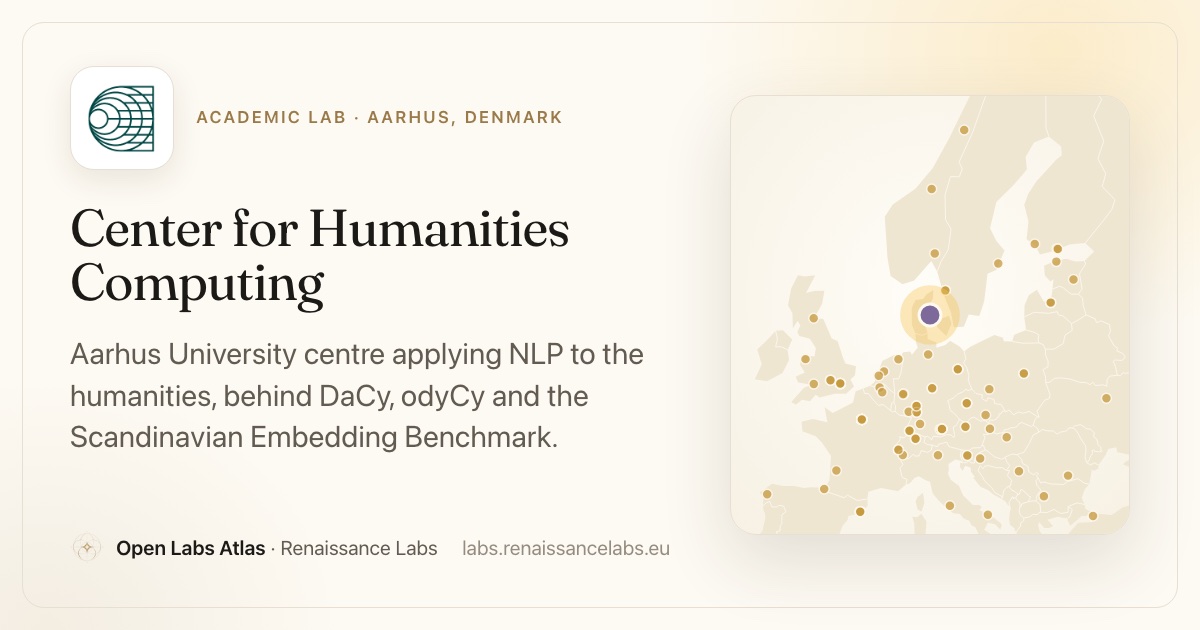 ACADEMIC LAB · AARHUS, DENMARK
Center for Humanities
Computing
Aarhus University centre applying NLP to the
humanities, behind DaCy, odyCy and the
Scandinavian Embedding Benchmark.
Open Labs Atlas · Renaissance Labs labs.renaissancelabs.eu